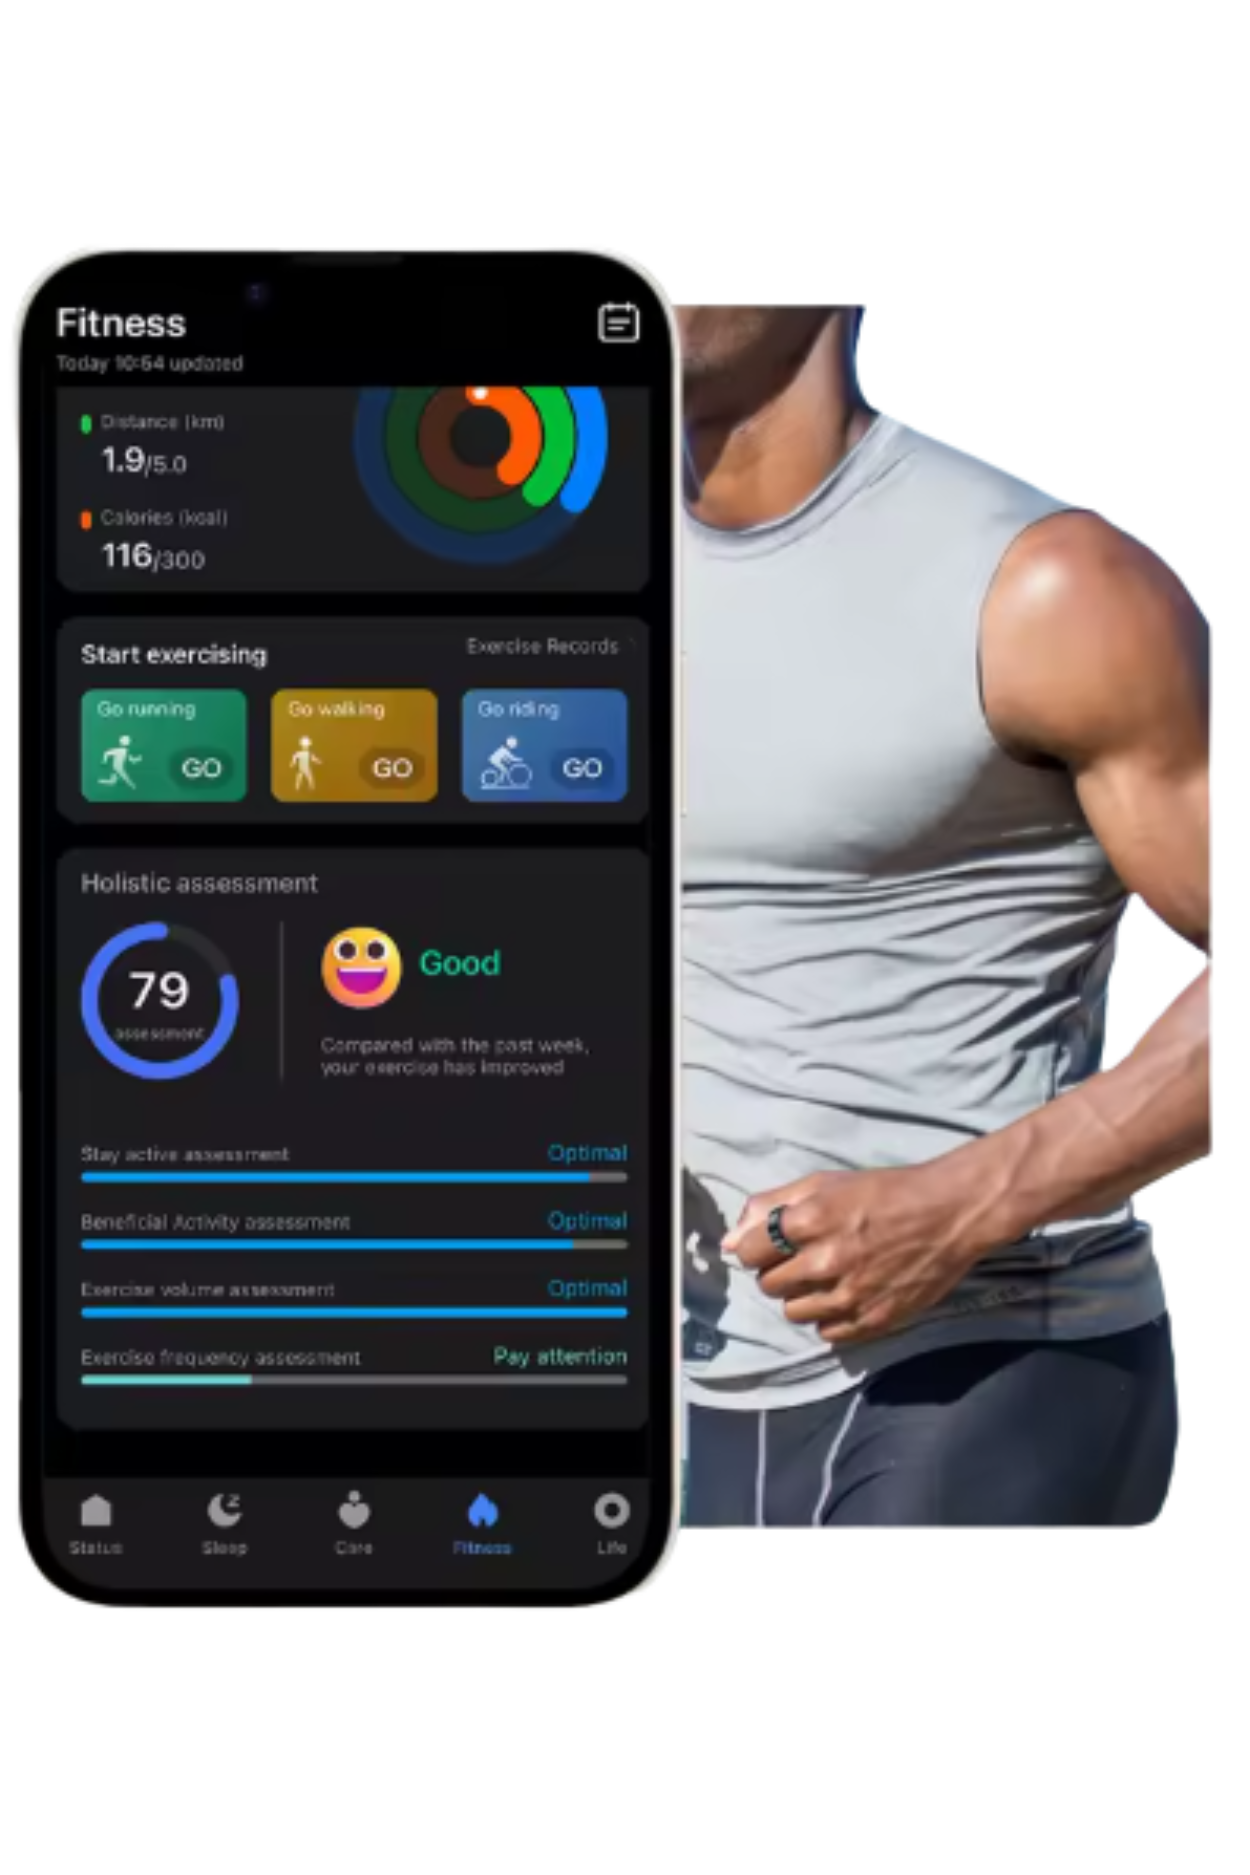 Fitness
Today 10:54 updated
Distance (km)
1.9/5.0
Calories (kcal)
116/300
Start exercising
Exercise Records
Go running
Go walking
Go riding
GO
GO
GO
Holistic assessment
79
assessment
Good
Compared with the past week,
your exercise has improved
Stay active assessment
Optimal
Beneficial Activity assessment
Optimal
Exercise volume assessment
Optimal
Exercise frequency assessment
Pay attention
Status
Sleep
Care
Fitness
Life